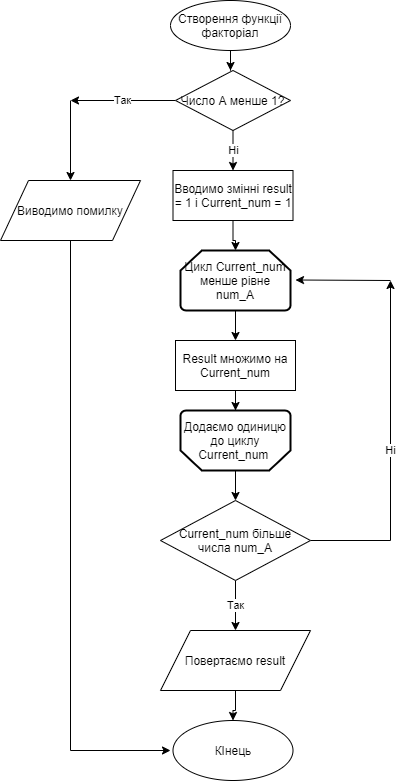 Створення функції
факторіал
Число А менше 1?
Так
Ні
Вводимо змінні result
= 1 і Current_num = 1
Виводимо помилку
Цикл Current_num
менше рівне
num_A
Result множимо на
Current_num
Додаємо одиницю
до циклу
Current_num
Ні
Current_num більше
числа num_A
Так
Повертаємо result
КІнець